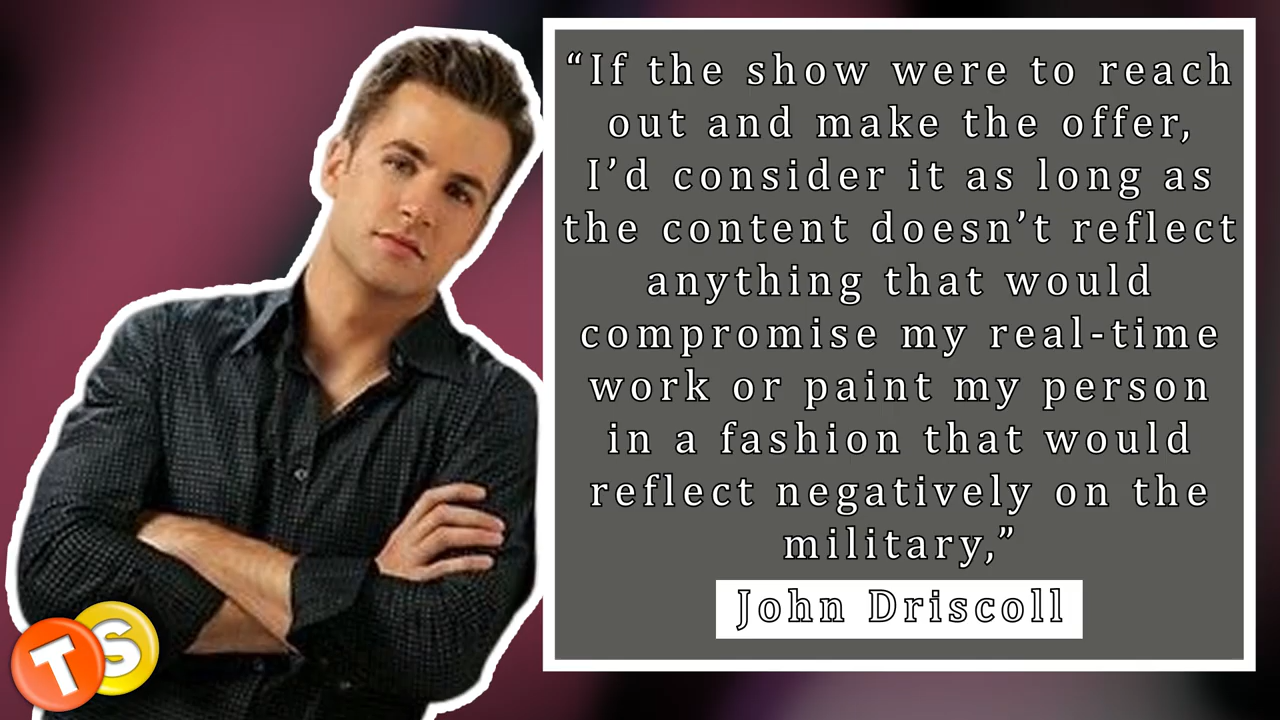 “If the show were to reach
out and make the offer,
I’d consider it as long as
the content doesn’t reflect
anything that would
compromise my real-time
work or paint my person
in a fashion that would
reflect negatively on the
military,”
John Driscoll
TS